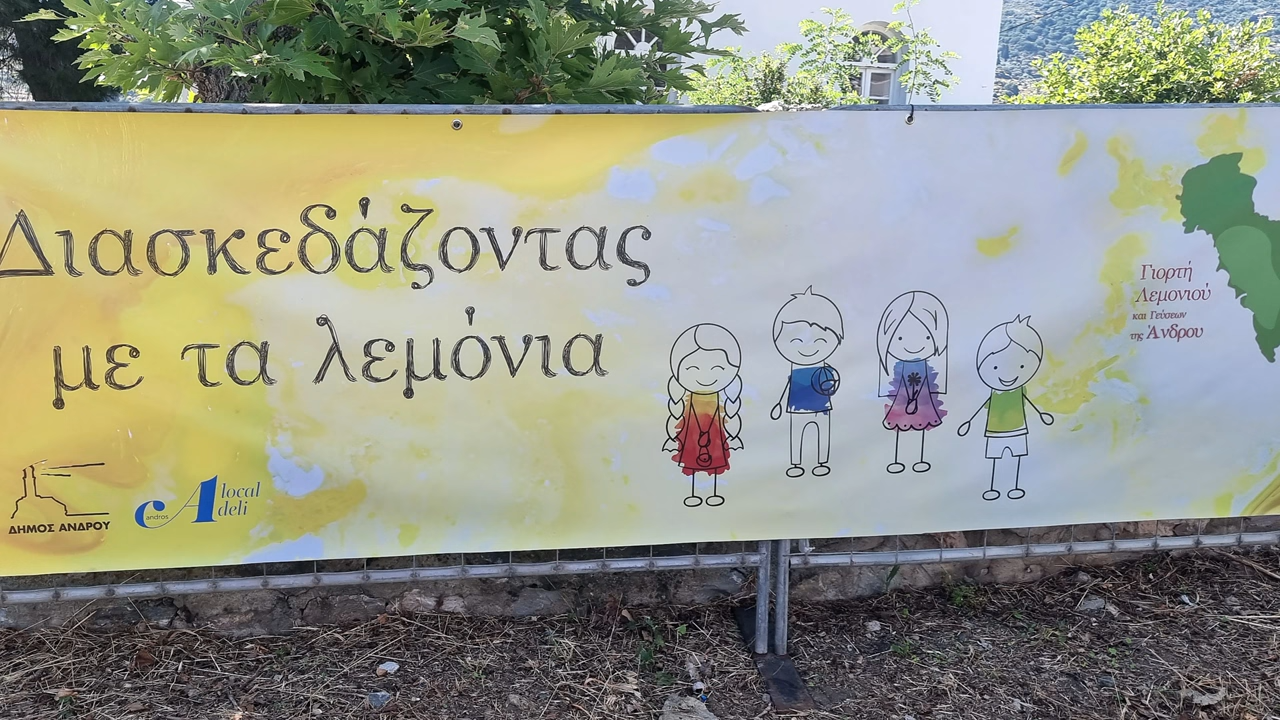 Διασκεδάζοντας
με τα λεμόνια
Γιορτή
Λεμονιού
και Γεύσεων
της Άνδρου
ΔΗΜΟΣ ΑΝΔΡΟΥ
c andros A local
deli